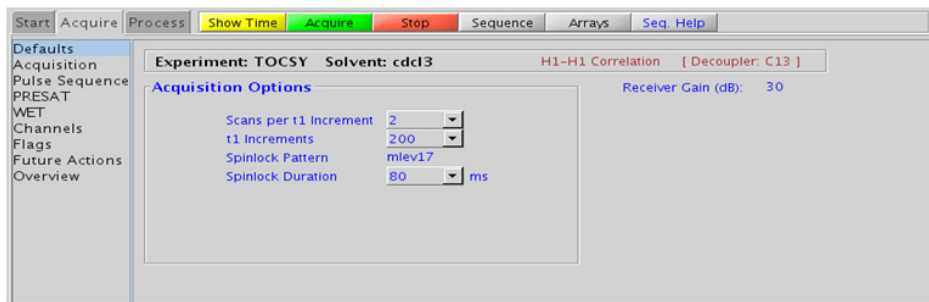 Start Acquire Process Show Time Acquire Stop Sequence Arrays Seq. Help
Defaults
Acquisition
Pulse Sequence
PRESAT
WET
Channels
Flags
Future Actions
Overview
Experiment: TOCSY Solvent: cdcl3 H1-H1 Correlation [ Decoupler: C13 ]
Acquisition Options Receiver Gain (dB): 30
Scans per t1 Increment 2
t1 Increments 200
Spinlock Pattern mlev17
Spinlock Duration 80 ms